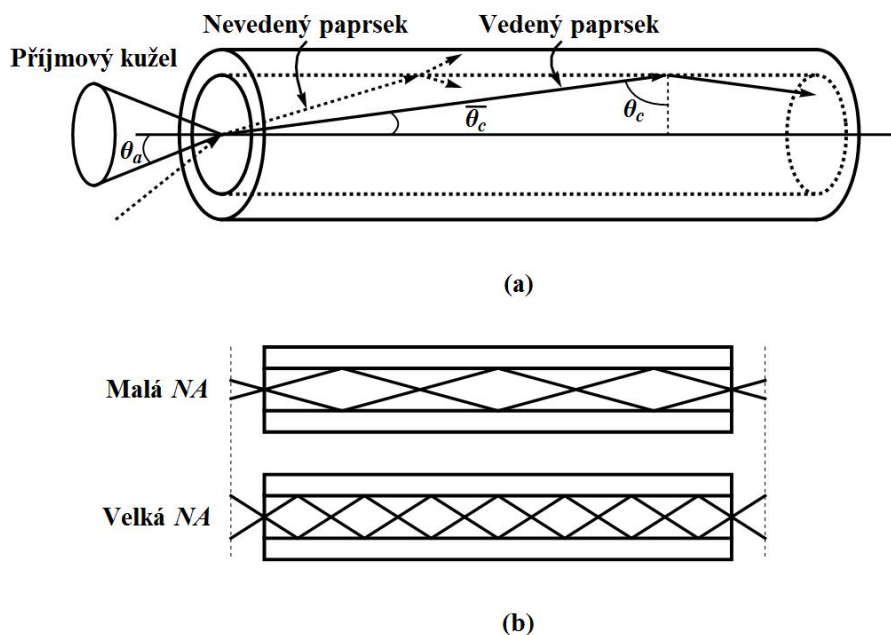 Nevedený paprsek
Vedený paprsek
Příjmový kužel
θa
θc
θc
(a)
Malá NA
Velká NA
(b)